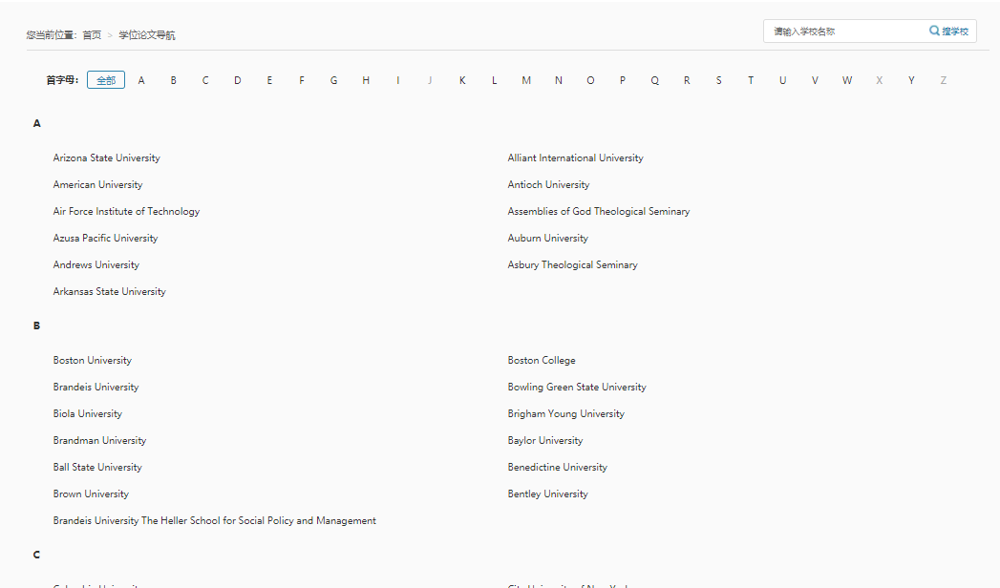 您当前位置： 首页 > 学位论文导航
请输入学校名称 搜学校
首字母： 全部 A B C D E F G H I J K L M N O P Q R S T U V W X Y Z
A
Arizona State University Alliant International University
American University Antioch University
Air Force Institute of Technology Assemblies of God Theological Seminary
Azusa Pacific University Auburn University
Andrews University Asbury Theological Seminary
Arkansas State University
B
Boston University Boston College
Brandeis University Bowling Green State University
Biola University Brigham Young University
Brandman University Baylor University
Ball State University Benedictine University
Brown University Bentley University
Brandeis University The Heller School for Social Policy and Management
C